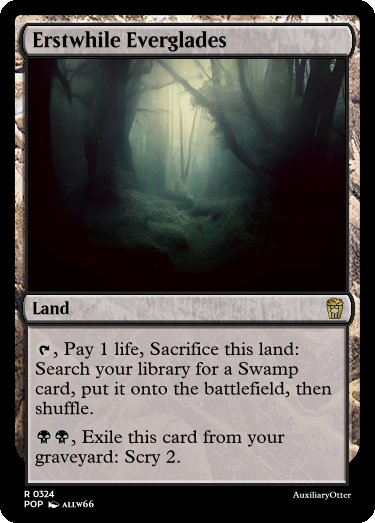 Erstwhile Everglades
Land
, Pay 1 life, Sacrifice this land:
Search your library for a Swamp
card, put it onto the battlefield, then
shuffle.
, Exile this card from your
graveyard: Scry 2.
R 0324
POP ALLW66
AuxiliaryOtter